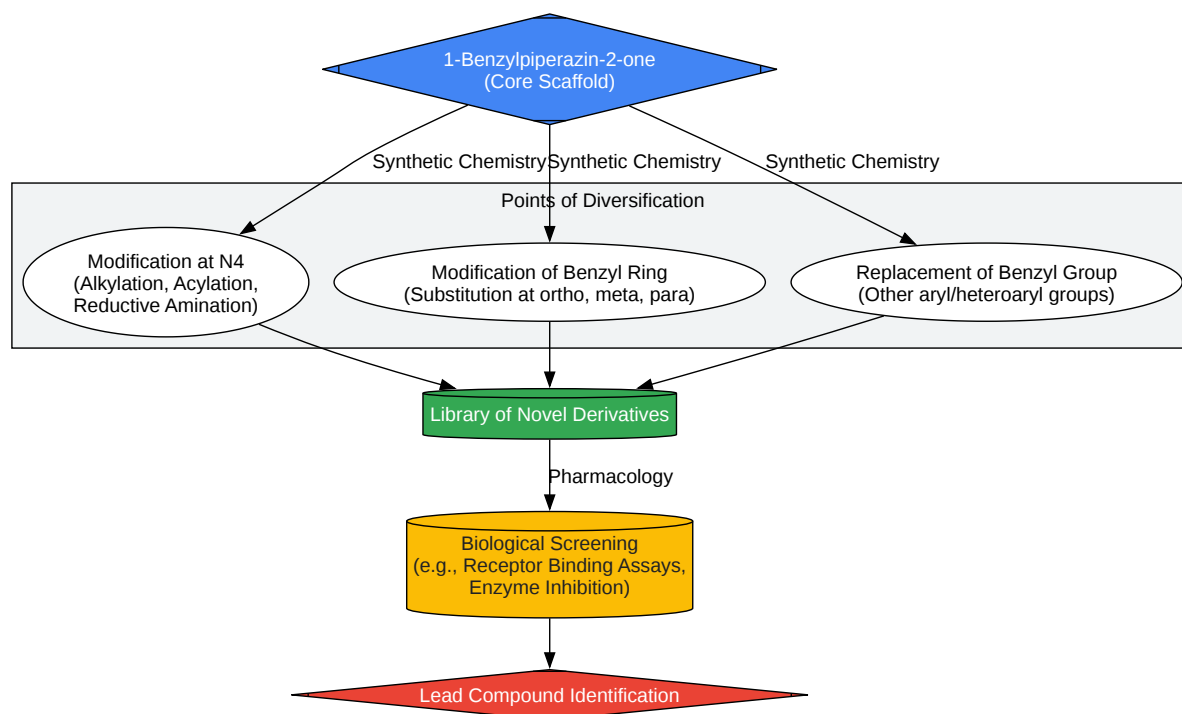 1-Benzylpiperazin-2-one
(Core Scaffold)
Synthetic Chemistry
Synthetic Chemistry
Synthetic Chemistry
Points of Diversification
Modification at N4
(Alkylation, Acylation,
Reductive Amination)
Modification of Benzyl Ring
(Substitution at ortho, meta, para)
Replacement of Benzyl Group
(Other aryl/heteroaryl groups)
Library of Novel Derivatives
Pharmacology
Biological Screening
(e.g., Receptor Binding Assays,
Enzyme Inhibition)
Lead Compound Identification